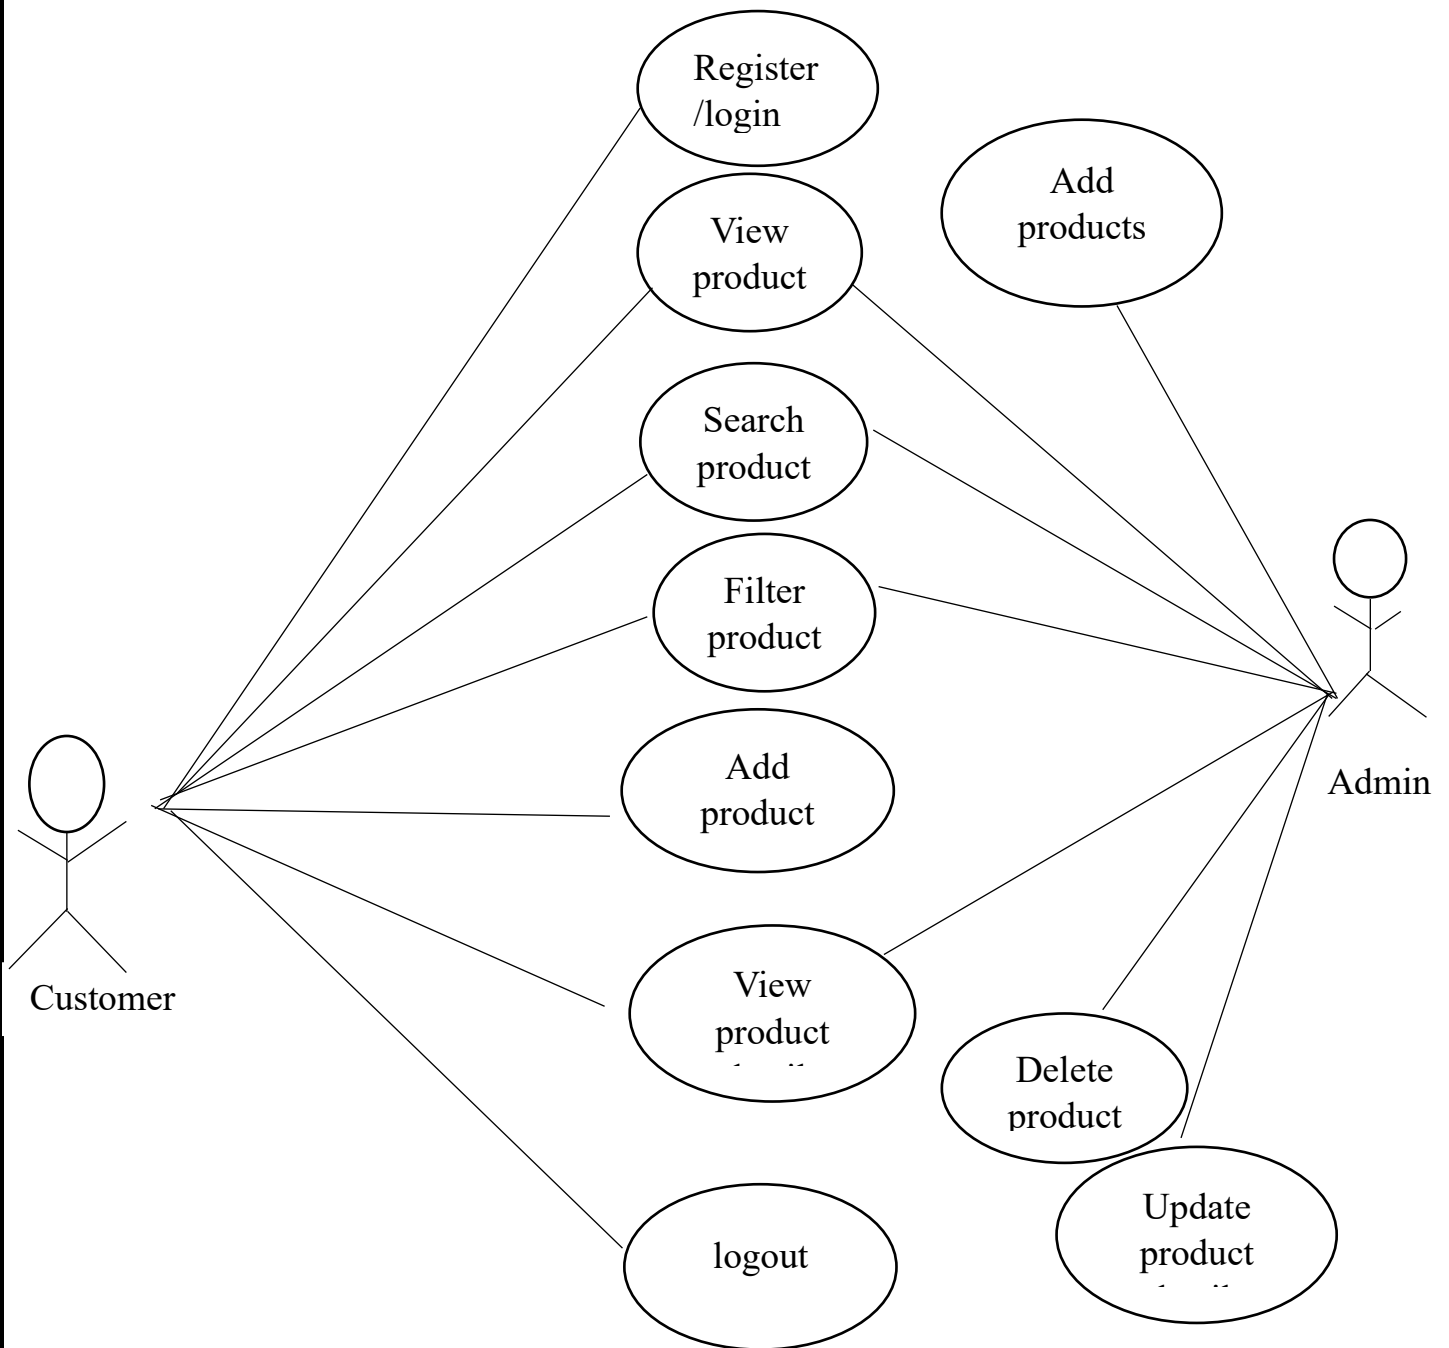 Register
/login
Add
products
View
product
Search
product
Filter
product
Add
product
Admin
View
product
Customer
Delete
product
Update
product
logout